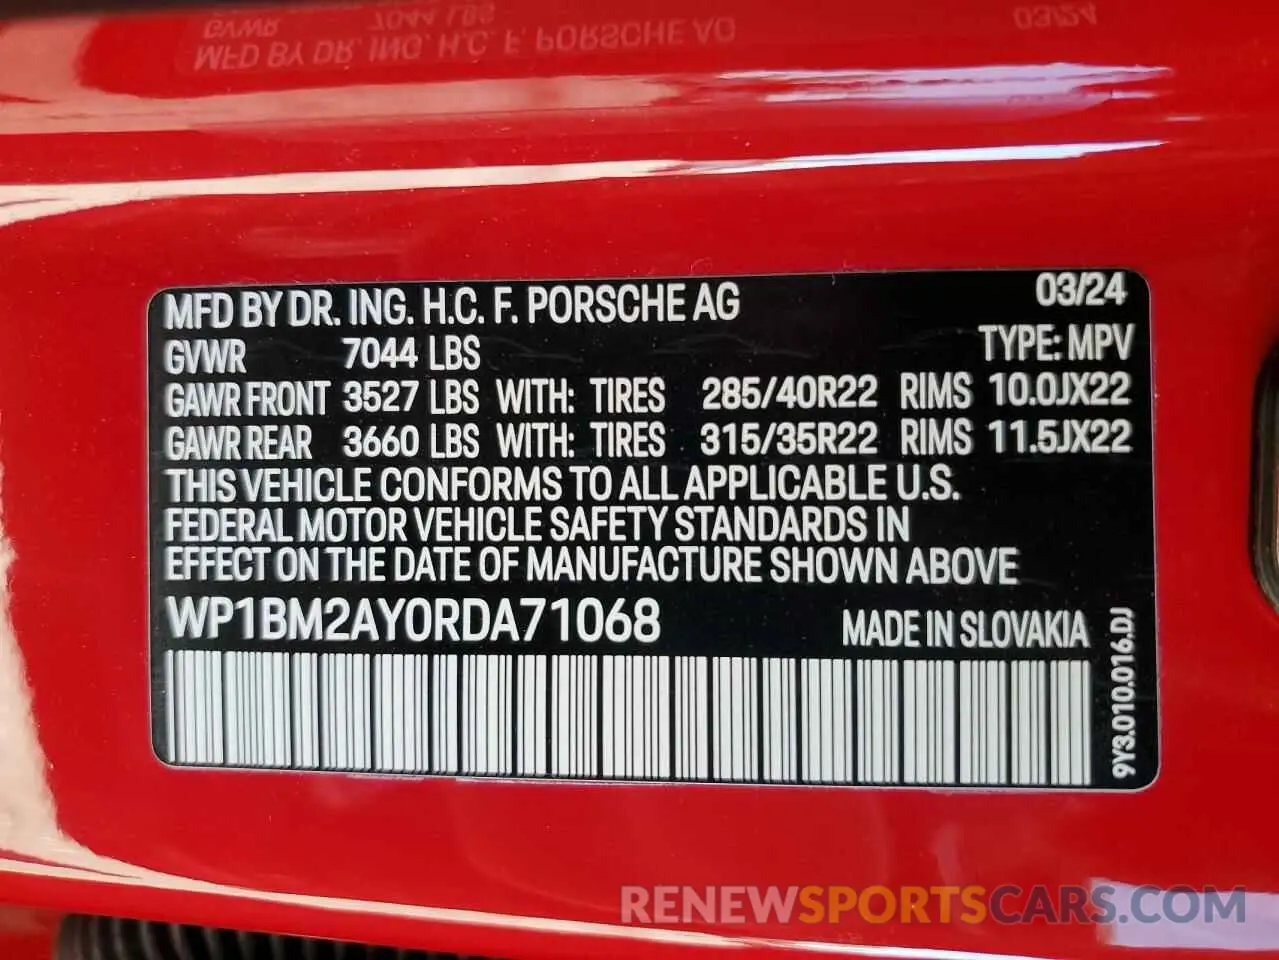 MFD BY DR. ING. H.C. F. PORSCHE AG 03/24
GVWR 7044 LBS TYPE: MPV
GAWR FRONT 3527 LBS WITH: TIRES 285/40R22 RIMS 10.0JX22
GAWR REAR 3660 LBS WITH: TIRES 315/35R22 RIMS 11.5JX22
THIS VEHICLE CONFORMS TO ALL APPLICABLE U.S.
FEDERAL MOTOR VEHICLE SAFETY STANDARDS IN
EFFECT ON THE DATE OF MANUFACTURE SHOWN ABOVE
WP1BM2AY0RDA71068 MADE IN SLOVAKIA
9Y3.010.016.DJ
RENEWSPORTSCARS.COM